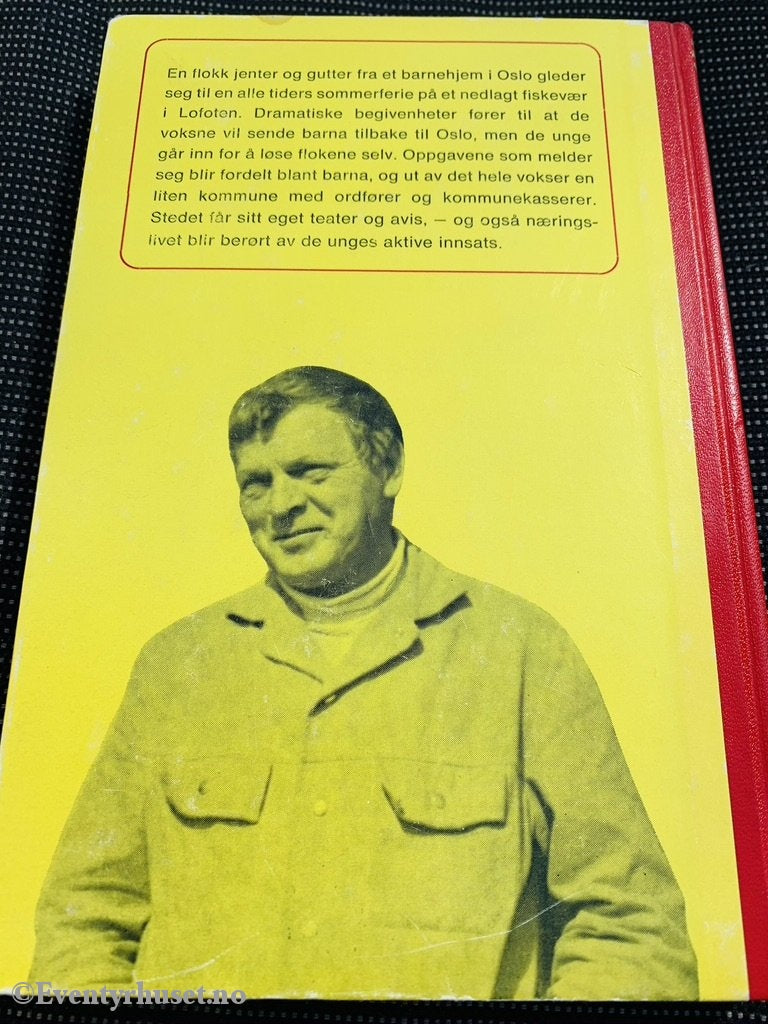 En flokk jenter og gutter fra et barnehjem i Oslo gleder
seg til en alle tiders sommerferie på et nedlagt fiskevær
i Lofoten. Dramatiske begivenheter fører til at de
voksne vil sende barna tilbake til Oslo, men de unge
går inn for å løse flokene selv. Oppgavene som melder
seg blir fordelt blant barna, og ut av det hele vokser en
liten kommune med ordfører og kommunekasserer.
Stedet får sitt eget teater og avis, — og også nærings-
livet blir berørt av de unges aktive innsats.
©Eventyrhuset.no